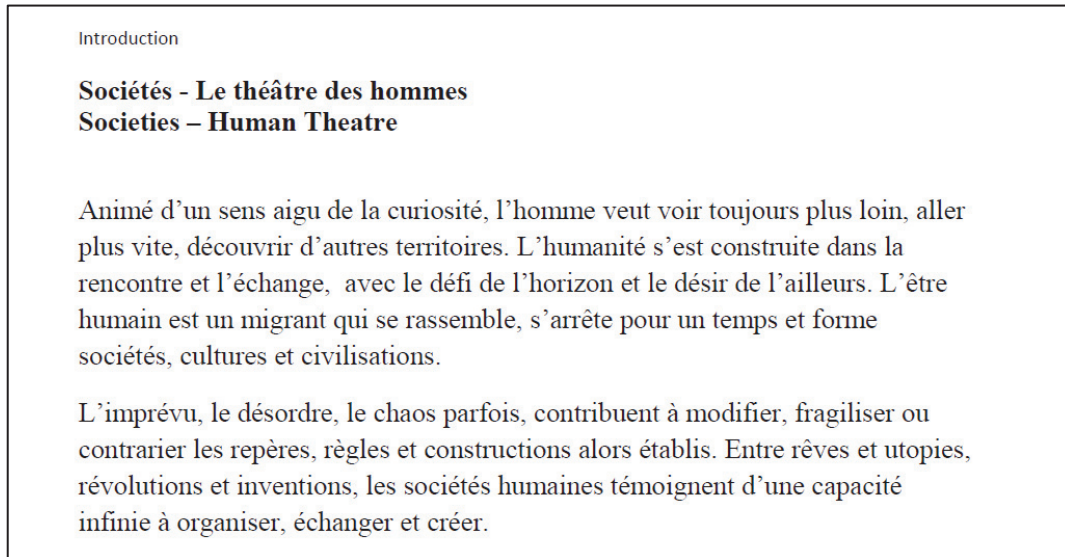 Introduction
Sociétés - Le théâtre des hommes
Societies – Human Theatre
Animé d’un sens aigu de la curiosité, l’homme veut voir toujours plus loin, aller
plus vite, découvrir d’autres territoires. L’humanité s’est construite dans la
rencontre et l’échange,  avec le défi de l’horizon et le désir de l’ailleurs. L’être
humain est un migrant qui se rassemble, s’arrête pour un temps et forme
sociétés, cultures et civilisations.
L’imprévu, le désordre, le chaos parfois, contribuent à modifier, fragiliser ou
contrarier les repères, règles et constructions alors établis. Entre rêves et utopies,
révolutions et inventions, les sociétés humaines témoignent d’une capacité
infinie à organiser, échanger et créer.